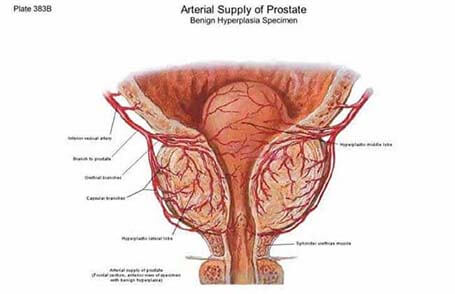 Plate 383B
Arterial Supply of Prostate
Benign Hyperplasia Specimen
Inferior vesical artery
Hyperplastic middle lobe
Branch to prostate
Urethral branches
Capsular branches
Hyperplastic lateral lobe
Sphincter urethrae muscle
Arterial supply of prostate
(Frontal section, anterior view of specimen
with benign hyperplasia)